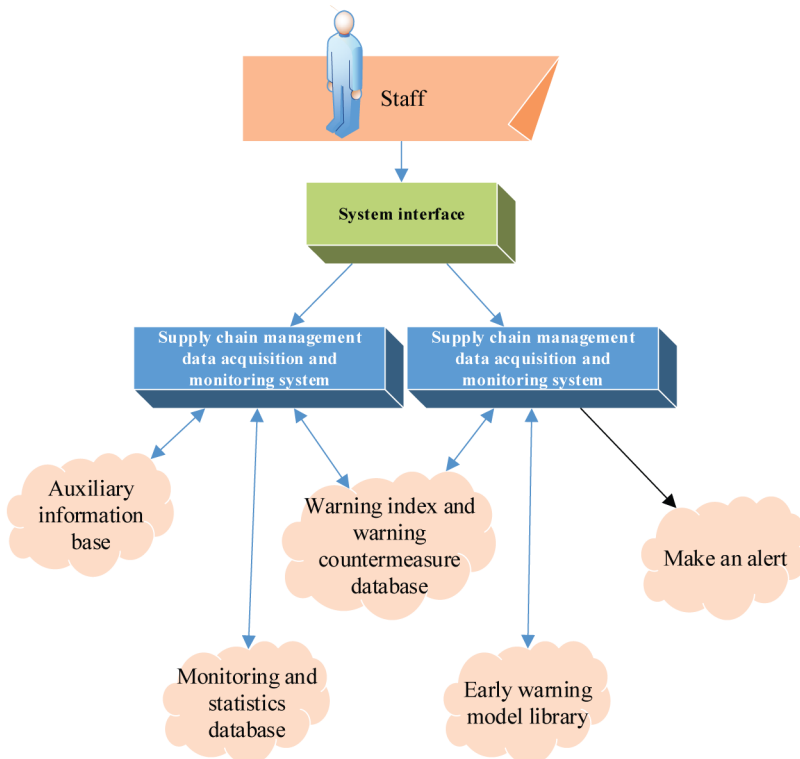 Staff
System interface
Supply chain management
data acquisition and
monitoring system
Supply chain management
data acquisition and
monitoring system
Auxiliary
information
base
Warning index and
warning
countermeasure
database
Make an alert
Monitoring and
statistics
database
Early warning
model library